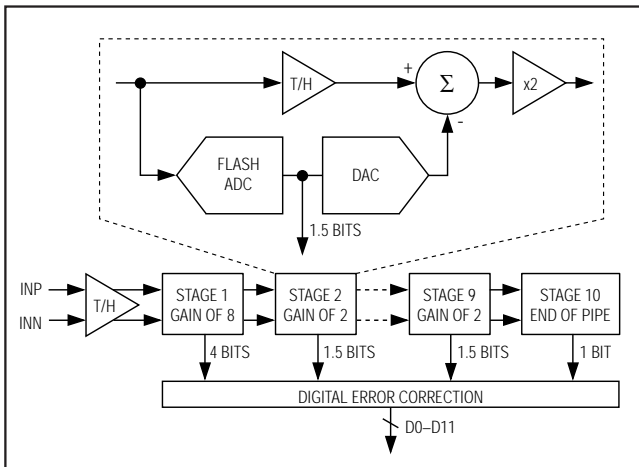 T/H
+
Σ
-
x2
FLASH
ADC
DAC
1.5 BITS
INP
INN
T/H
STAGE 1
GAIN OF 8
STAGE 2
GAIN OF 2
STAGE 9
GAIN OF 2
STAGE 10
END OF PIPE
4 BITS
1.5 BITS
1.5 BITS
1 BIT
DIGITAL ERROR CORRECTION
D0–D11